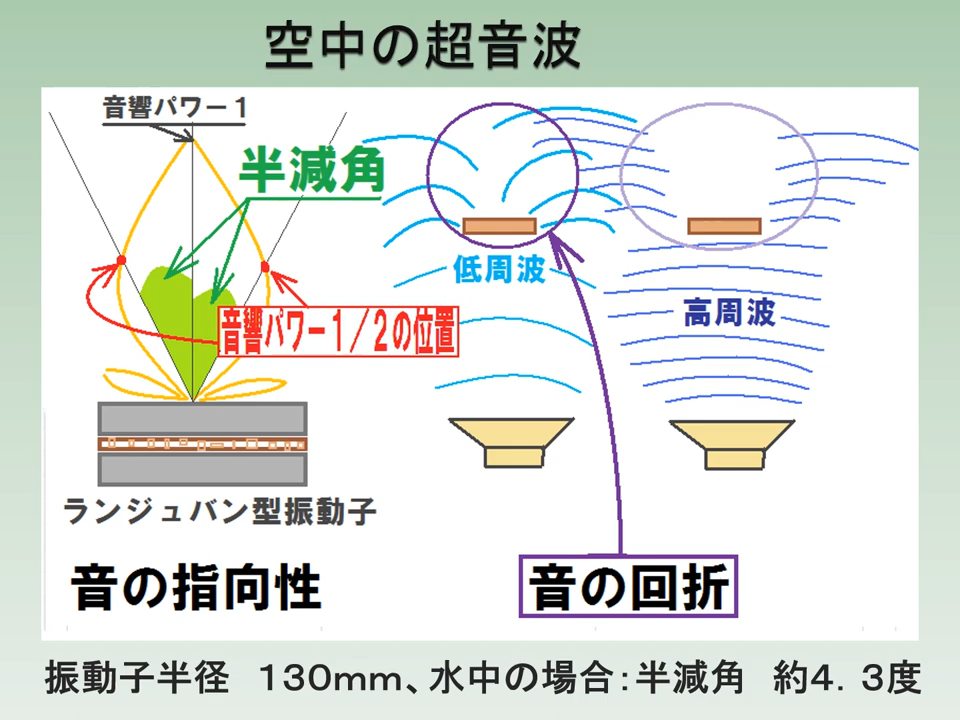 空中の超音波
音響パワー１
半減角
音響パワー１／２の位置
ランジュバン型振動子
音の指向性
低周波
高周波
音の回折
振動子半径　１３０ｍｍ、水中の場合：半減角　約４．３度